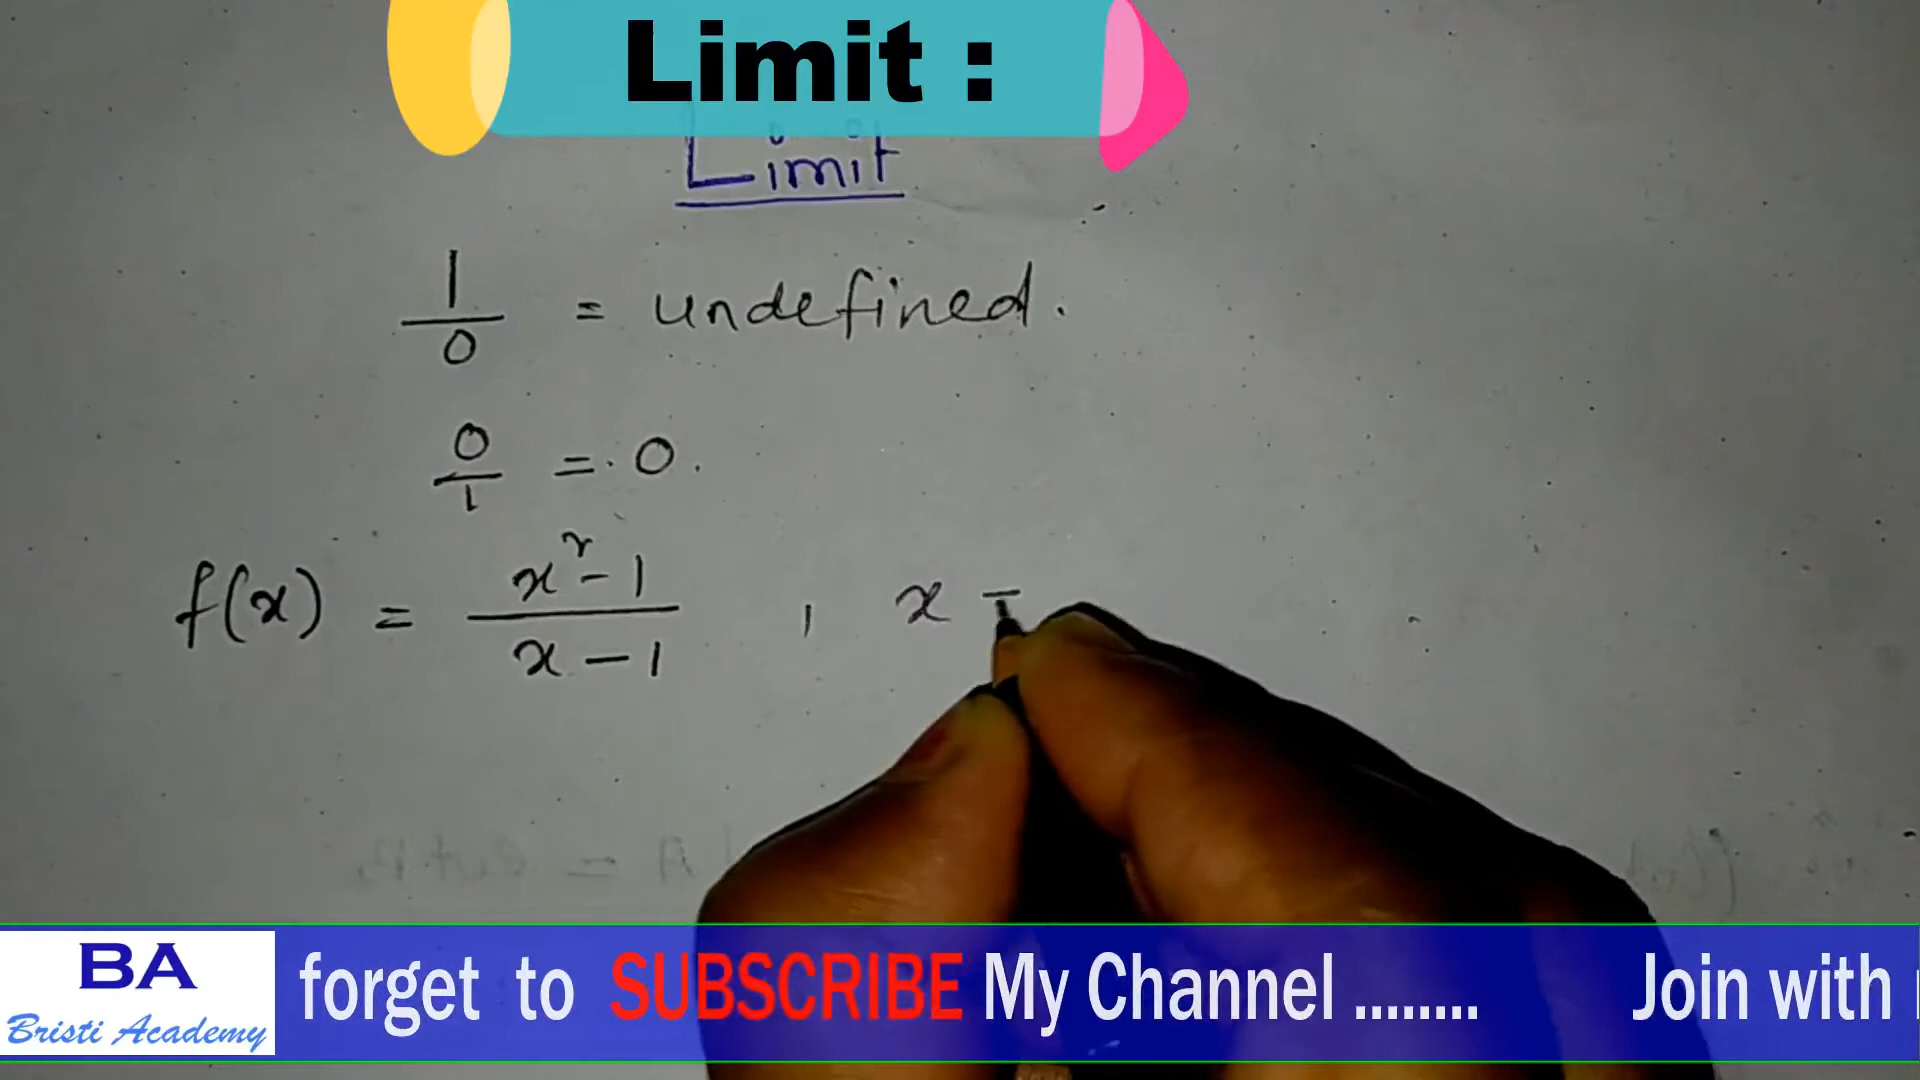 Limit :
Limit
1/0 = undefined.
0/1 = 0.
f(x) = x²-1 / x-1 , x =
BA
Bristi Academy
forget to SUBSCRIBE My Channel ........ Join with